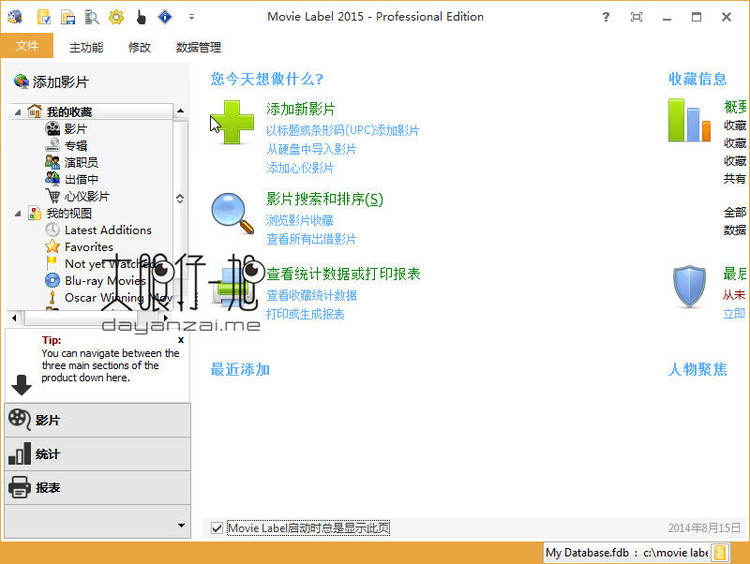 Movie Label 2015 - Professional Edition
文件
主功能
修改
数据管理
添加影片
我的收藏
影片
专辑
演职员
出借中
心仪影片
我的视图
Latest Additions
Favorites
Not yet Watched
Blu-ray Movies
Oscar Winning Mov
Tip:
x
You can navigate between the
three main sections of the
product down here.
影片
统计
报表
您今天想做什么?
添加新影片
以标题或条形码(UPC)添加影片
从硬盘中导入影片
添加心仪影片
影片搜索和排序(S)
浏览影片收藏
查看所有出借影片
查看统计数据或打印报表
查看收藏统计数据
打印或生成报表
最近添加
收藏信息
概要
收藏
收藏
收藏
共有
全部
数据
最后
从未
立即
人物聚焦
大眼仔~旭
dayanzai.me
Movie Label启动时总是显示此页
2014年8月15日
My Database.fdb : c:\movie labe